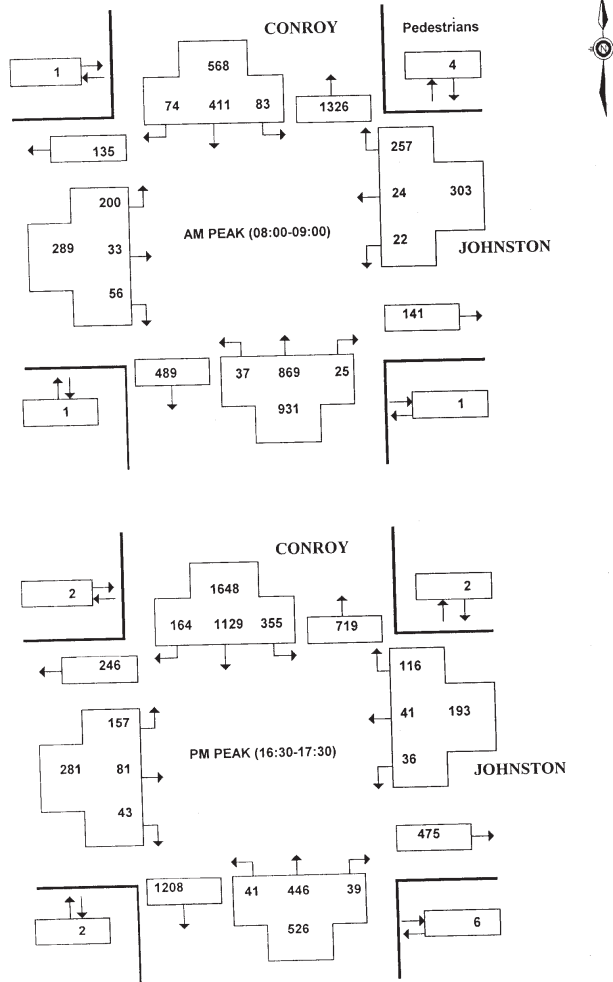 CONROY
Pedestrians
N
1
568
4
74 411 83
1326
135
257
200
24 303
AM PEAK (08:00-09:00)
289 33
22
JOHNSTON
56
141
489
37 869 25
1
931
1
CONROY
2
1648
2
164 1129 355
719
246
116
157
41 193
PM PEAK (16:30-17:30)
281 81
36
JOHNSTON
43
475
1208
41 446 39
2
526
6